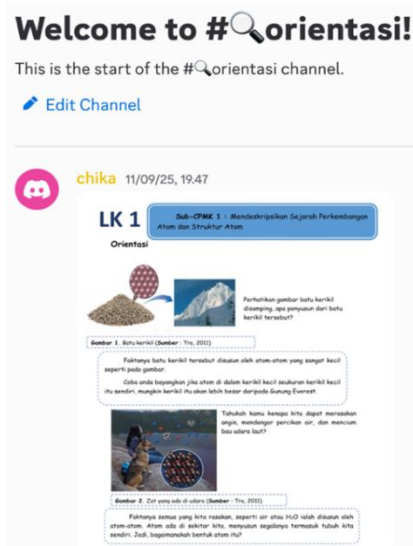 Welcome to #🔍orientasi!
This is the start of the #🔍orientasi channel.
Edit Channel
chika 11/09/25, 19.47
LK 1
Sub-CPMK 1 : Mendeskripsikan Sejarah Perkembangan
Atom dan Struktur Atom
Orientasi
Perhatikan gambar batu kerikil
disamping, apa penyusun dari batu
kerikil tersebut?
Gambar 1. Batu kerikil (Sumber : Tro, 2011)
Faktanya batu kerikil tersebut disusun oleh atom-atom yang sangat kecil
seperti pada gambar.
Coba anda bayangkan jika atom di dalam kerikil kecil seukuran kerikil kecil
itu sendiri, mungkin kerikil itu akan lebih besar daripada Gunung Everest.
Tahukah kamu kenapa kita dapat merasakan
angin, mendengar percikan air, dan mencium
bau udara laut?
Gambar 2. Zat yang ada di udara (Sumber : Tro, 2011)
Faktanya semua yang kita rasakan, seperti air atau H₂O ialah disusun oleh
atom-atom. Atom ada di sekitar kita, menyusun segalanya termasuk tubuh kita
sendiri. Jadi, bagaimanakah bentuk atom itu?